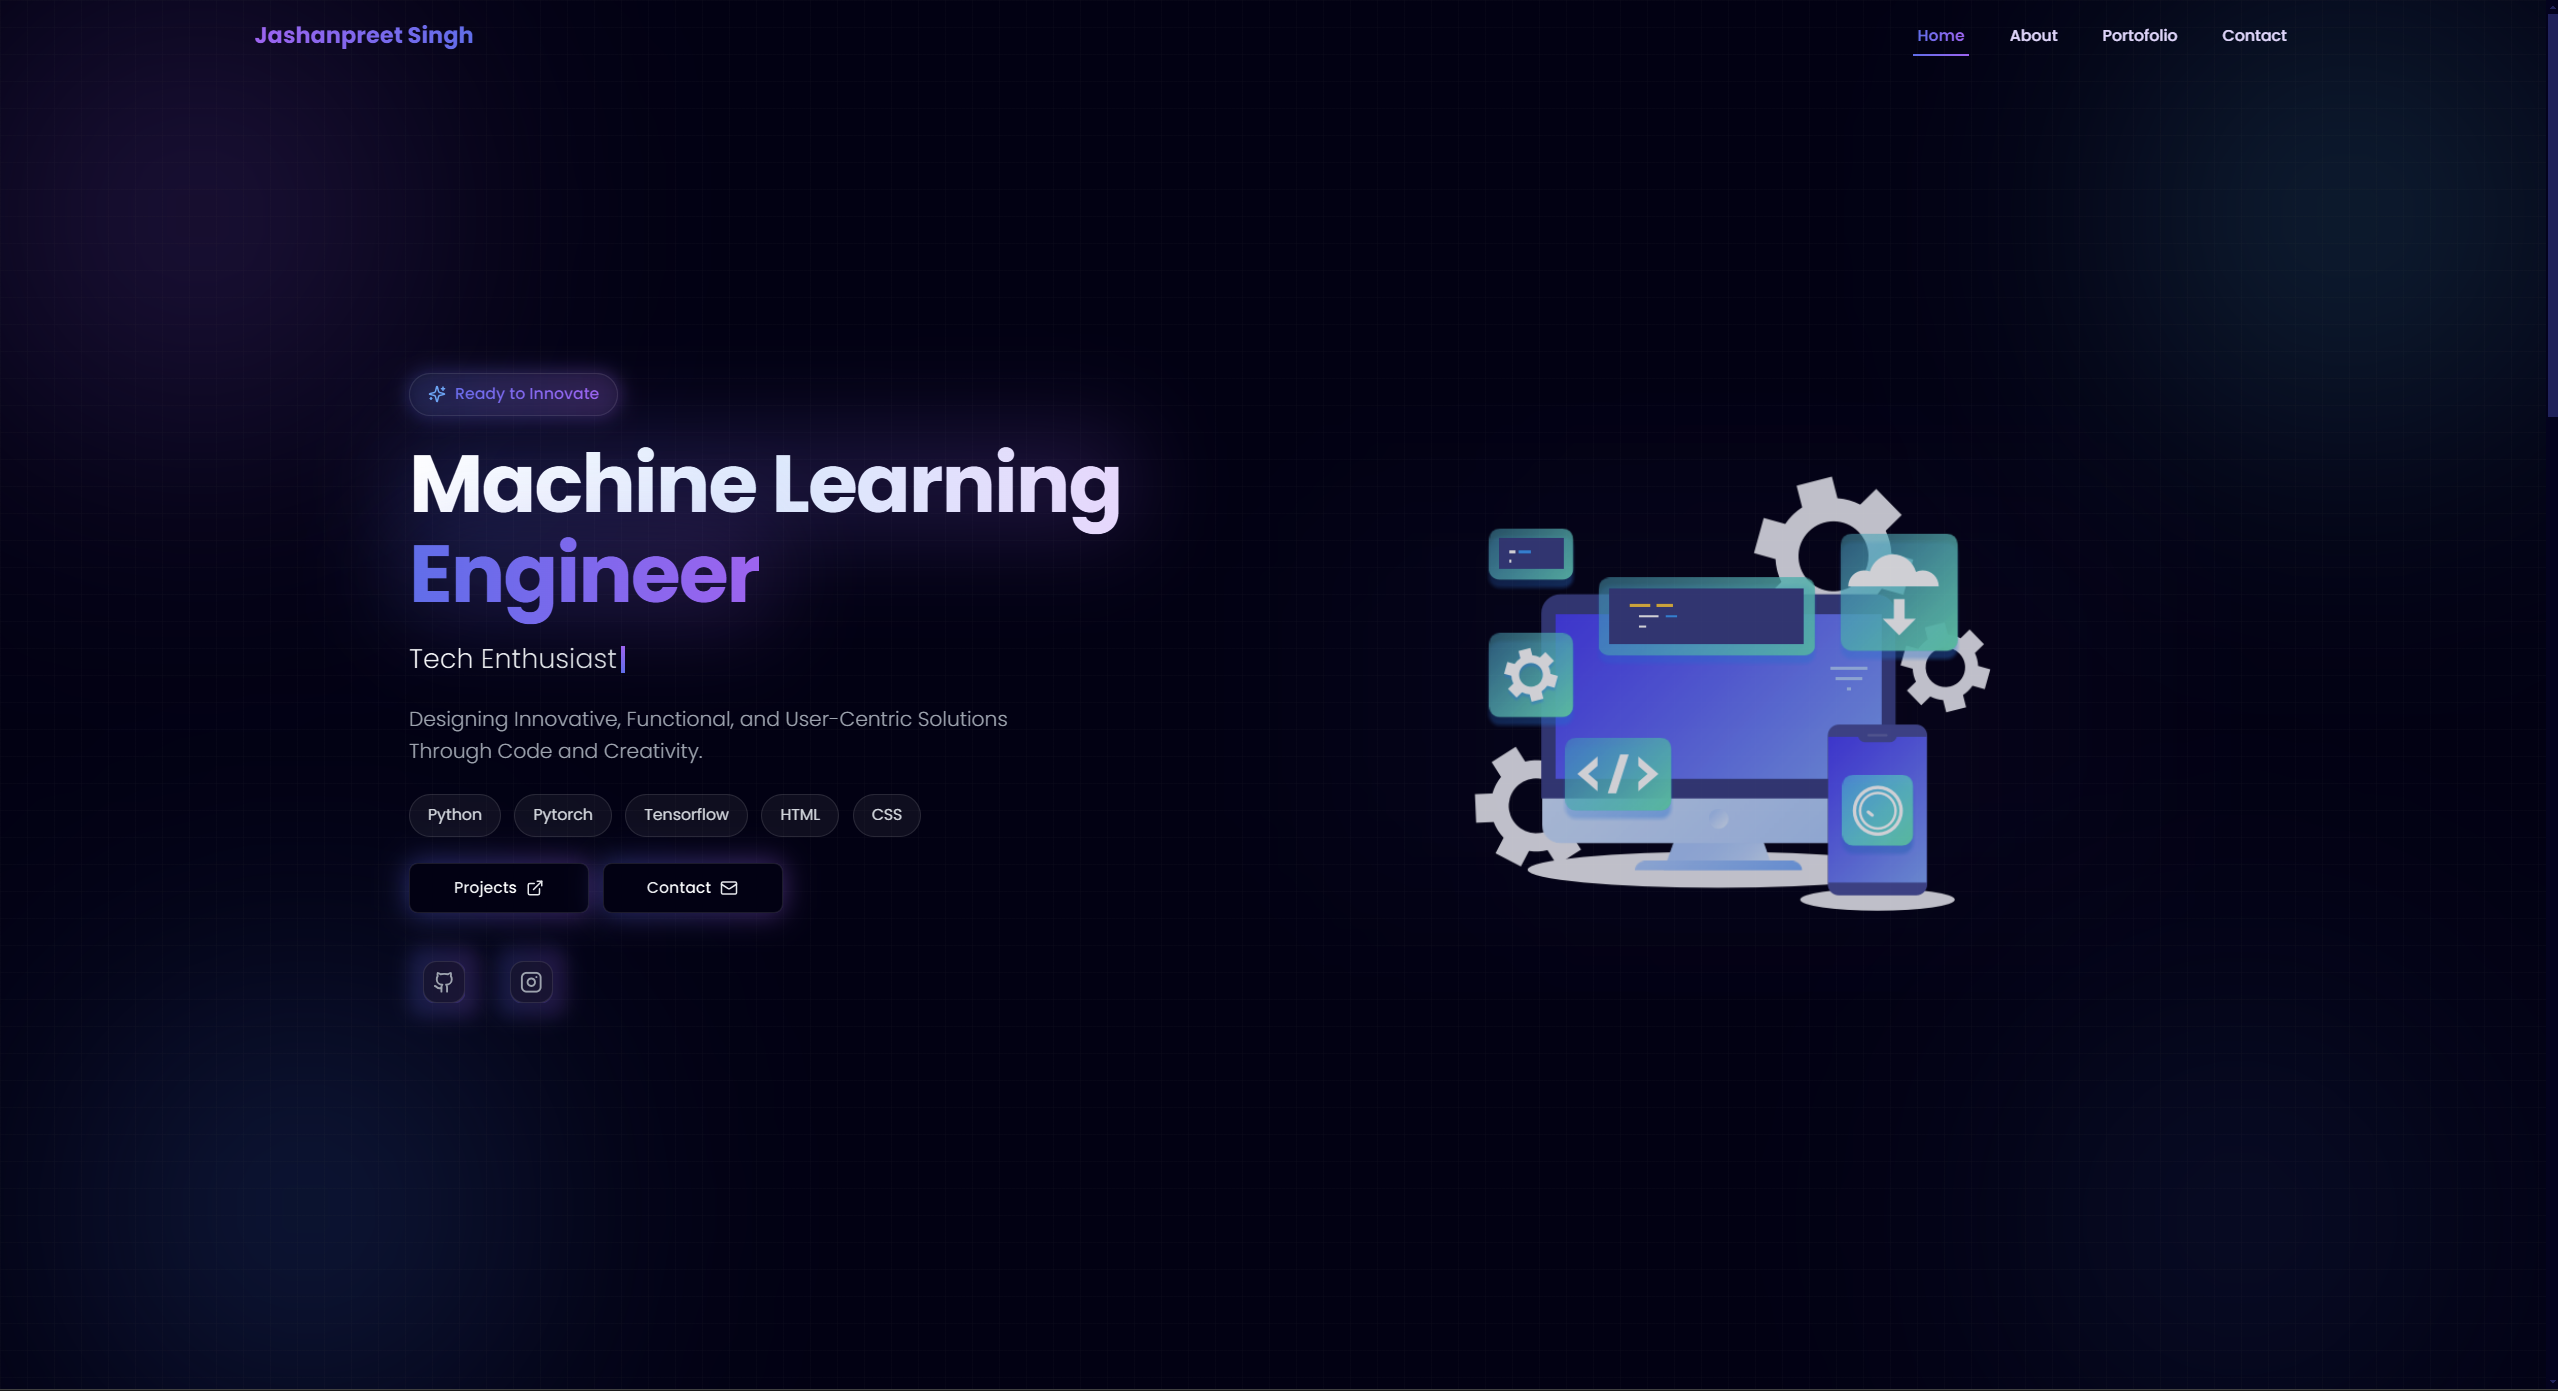 Jashanpreet Singh
Home
About
Portofolio
Contact
Ready to Innovate
Machine Learning
Engineer
Tech Enthusiast
Designing Innovative, Functional, and User-Centric Solutions
Through Code and Creativity.
Python
Pytorch
Tensorflow
HTML
CSS
Projects
Contact